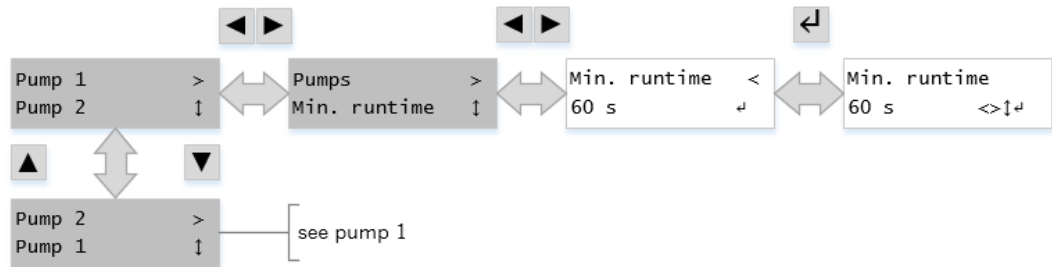 Pump 1 >
Pump 2 ↕
Pumps >
Min. runtime ↕
Min. runtime <
60 s ↵
Min. runtime
60 s <>↕↵
Pump 2 >
Pump 1 ↕
see pump 1